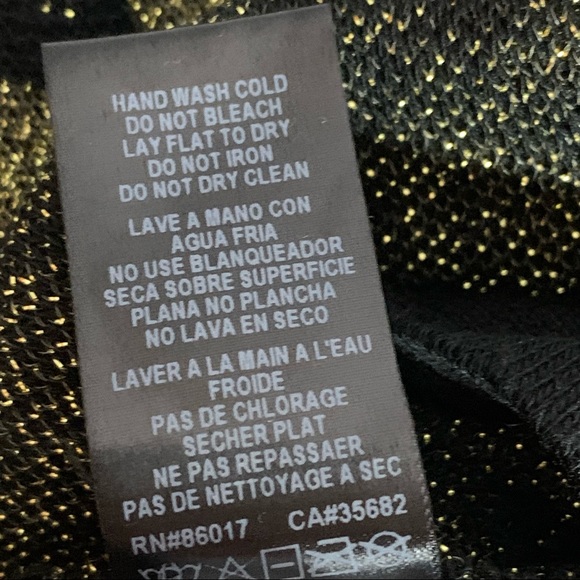 HAND WASH COLD
DO NOT BLEACH
LAY FLAT TO DRY
DO NOT IRON
DO NOT DRY CLEAN
LAVE A MANO CON
AGUA FRIA
NO USE BLANQUEADOR
SECA SOBRE SUPERFICIE
PLANA NO PLANCHA
NO LAVA EN SECO
LAVER A LA MAIN A L'EAU
FROIDE
PAS DE CHLORAGE
SECHER PLAT
NE PAS REPASSAER
PAS DE NETTOYAGE A SEC
RN#86017 CA#35682